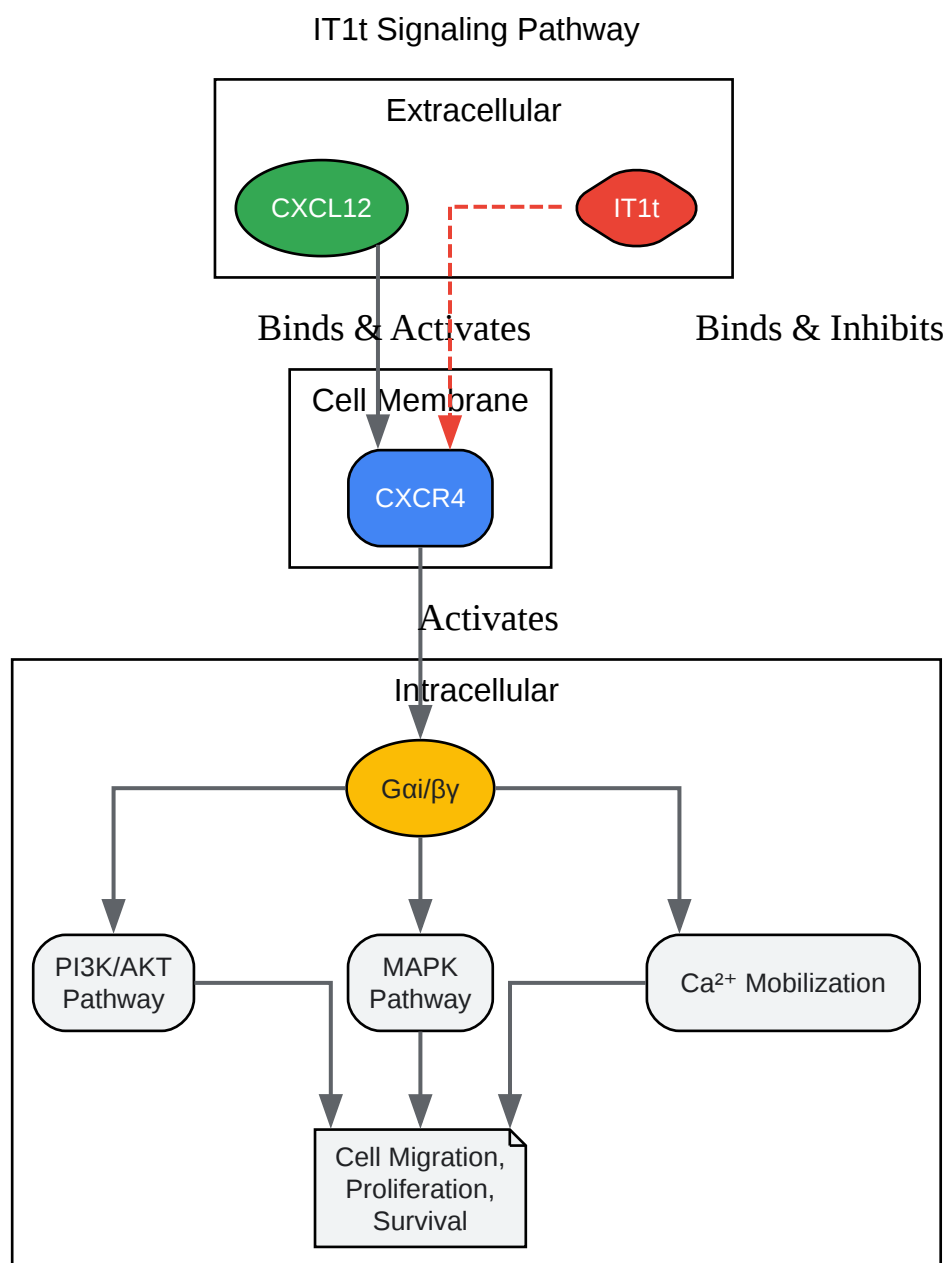 IT1t Signaling Pathway
Extracellular
CXCL12
IT1t
Binds & Activates
Binds & Inhibits
Cell Membrane
CXCR4
Activates
Intracellular
Gαi/βγ
PI3K/AKT
Pathway
MAPK
Pathway
Ca²⁺ Mobilization
Cell Migration,
Proliferation,
Survival